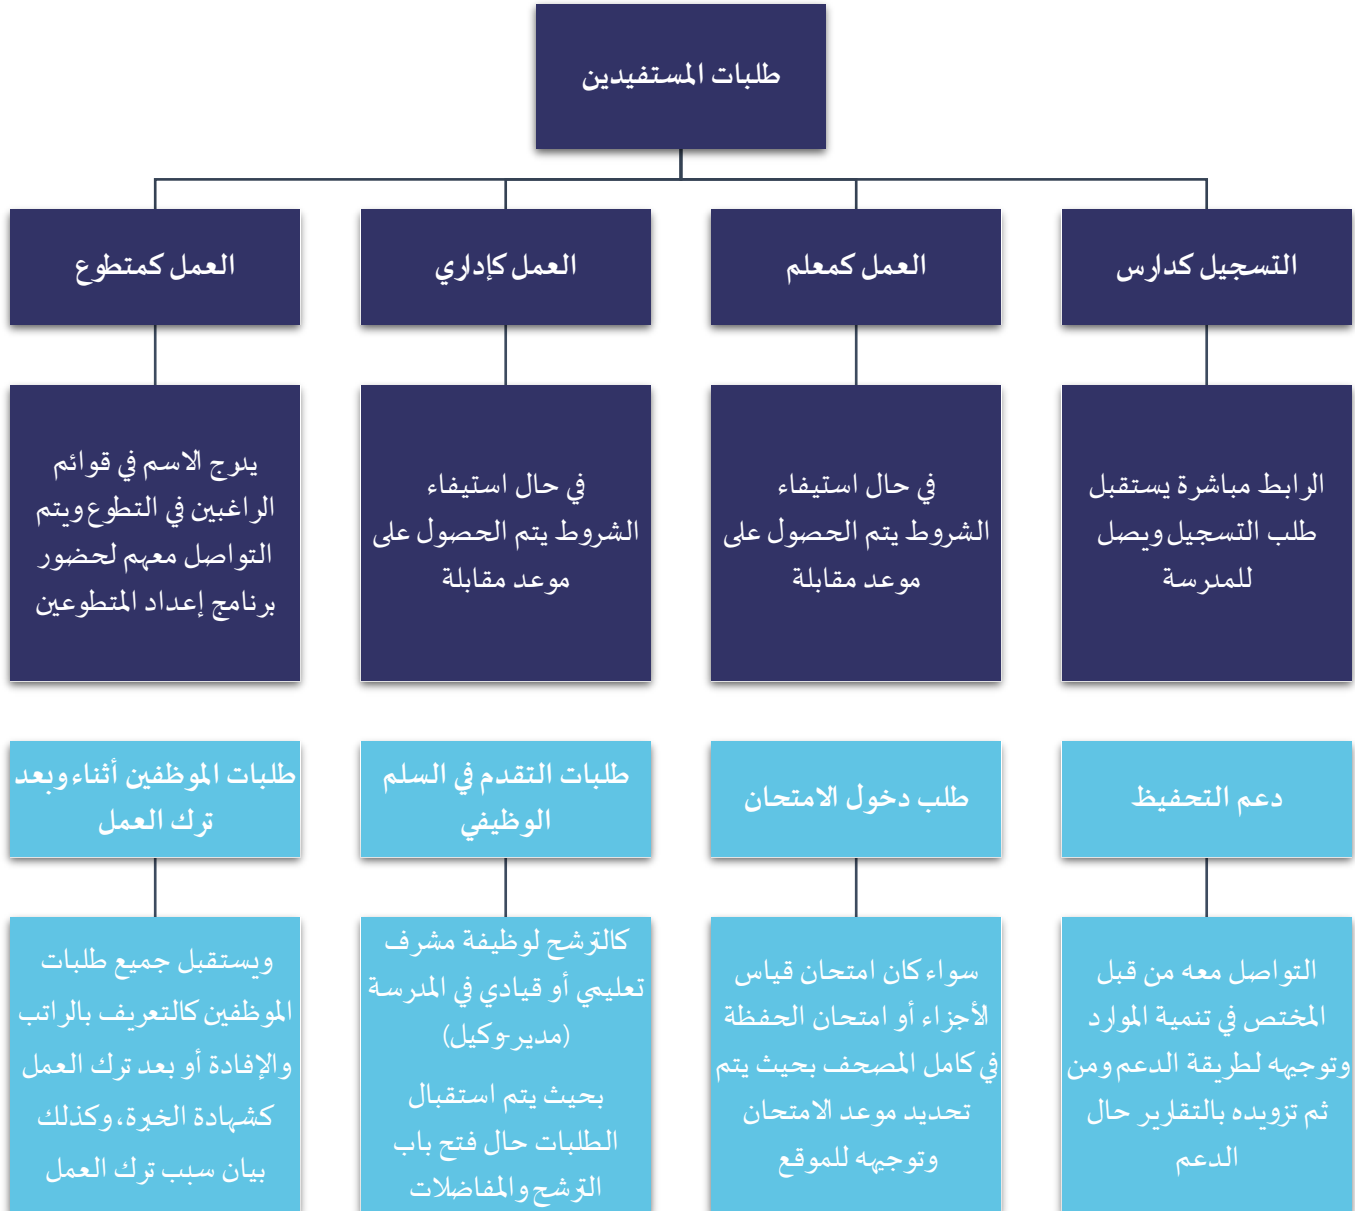 طلبات المستفيدين
التسجيل كدارس
العمل كمعلم
العمل كإداري
العمل كمتطوع
الرابط مباشرة يستقبل
طلب التسجيل ويصل
للمدرسة
في حال استيفاء
الشروط يتم الحصول على
موعد مقابلة
في حال استيفاء
الشروط يتم الحصول على
موعد مقابلة
يدرج الاسم في قوائم
الراغبين في التطوع ويتم
التواصل معهم لحضور
برنامج إعداد المتطوعين
دعم التحفيظ
طلب دخول الامتحان
طلبات التقدم في السلم
الوظيفي
طلبات الموظفين أثناء وبعد
ترك العمل
التواصل معه من قبل
المختص في تنمية الموارد
وتوجيهه لطريقة الدعم ومن
ثم تزويده بالتقارير حال
الدعم
سواء كان امتحان قياس
الأجزاء أو امتحان الحفظة
في كامل المصحف بحيث يتم
تحديد موعد الامتحان
وتوجيهه للموقع
كالترشح لوظيفة مشرف
تعليمي أو قيادي في المدرسة
(مدير-وكيل)
بحيث يتم استقبال
الطلبات حال فتح باب
الترشح والمفاضلات
ويستقبل جميع طلبات
الموظفين كالتعريف بالراتب
والإفادة أو بعد ترك العمل
كشهادة الخبرة، وكذلك
بيان سبب ترك العمل